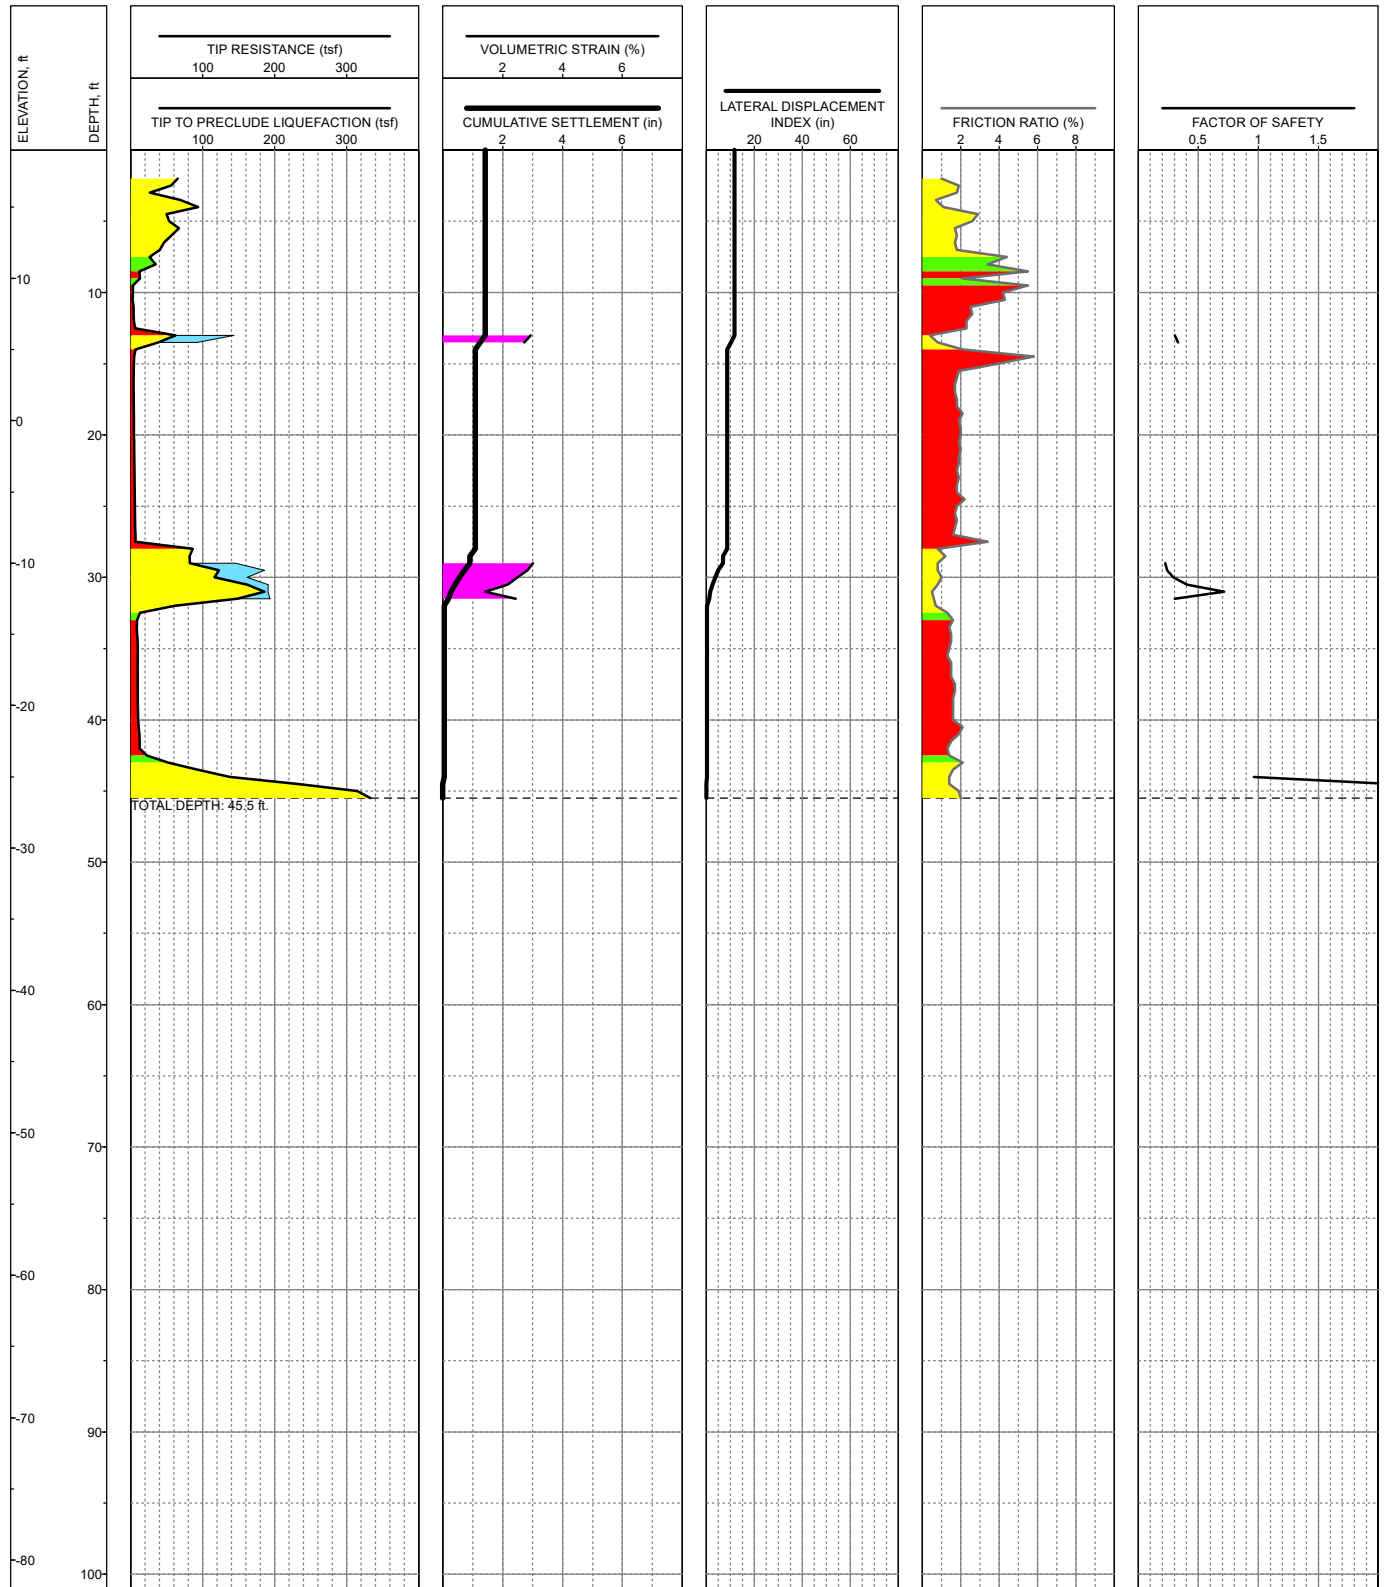 ELEVATION, ft
10
0
-10
-20
-30
-40
-50
-60
-70
-80
DEPTH, ft
10
20
30
40
50
60
70
80
90
100
TIP RESISTANCE (tsf)
100 200 300
TIP TO PRECLUDE LIQUEFACTION (tsf)
100 200 300
TOTAL DEPTH: 45.5 ft.
VOLUMETRIC STRAIN (%)
2 4 6
CUMULATIVE SETTLEMENT (in)
2 4 6
LATERAL DISPLACEMENT
INDEX (in)
20 40 60
FRICTION RATIO (%)
2 4 6 8
FACTOR OF SAFETY
0.5 1 1.5